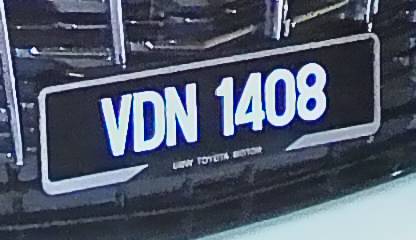 VDN 1408
UMW TOYOTA MOTOR